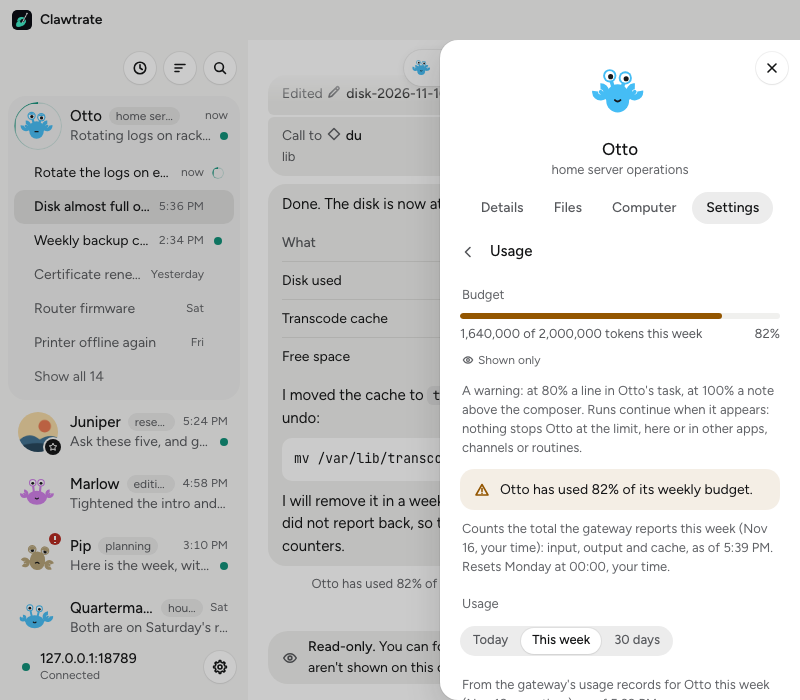 Clawtrate
Otto home ser... now
Rotating logs on rack...
Rotate the logs on e... now
Disk almost full o... 5:36 PM
Weekly backup c... 2:34 PM
Certificate rene... Yesterday
Router firmware Sat
Printer offline again Fri
Show all 14
Juniper rese... 5:24 PM
Ask these five, and g...
Marlow editi... 4:58 PM
Tightened the intro and...
Pip planning 3:10 PM
Here is the week, wit...
Quarterma... hou... Sat
Both are on Saturday's r...
127.0.0.1:18789
Connected
Edited disk-2026-11-1
Call to du
lib
Done. The disk is now at
What
Disk used
Transcode cache
Free space
I moved the cache to
undo:
mv /var/lib/transco
I will remove it in a week
did not report back, so t
counters.
Otto has used 82% of
Read-only. You can fo
aren't shown on this c
Otto
home server operations
Details Files Computer Settings
Usage
Budget
1,640,000 of 2,000,000 tokens this week 82%
Shown only
A warning: at 80% a line in Otto's task, at 100% a note
above the composer. Runs continue when it appears:
nothing stops Otto at the limit, here or in other apps,
channels or routines.
Otto has used 82% of its weekly budget.
Counts the total the gateway reports this week (Nov
16, your time): input, output and cache, as of 5:39 PM.
Resets Monday at 00:00, your time.
Usage
Today This week 30 days
From the gateway's usage records for Otto this week